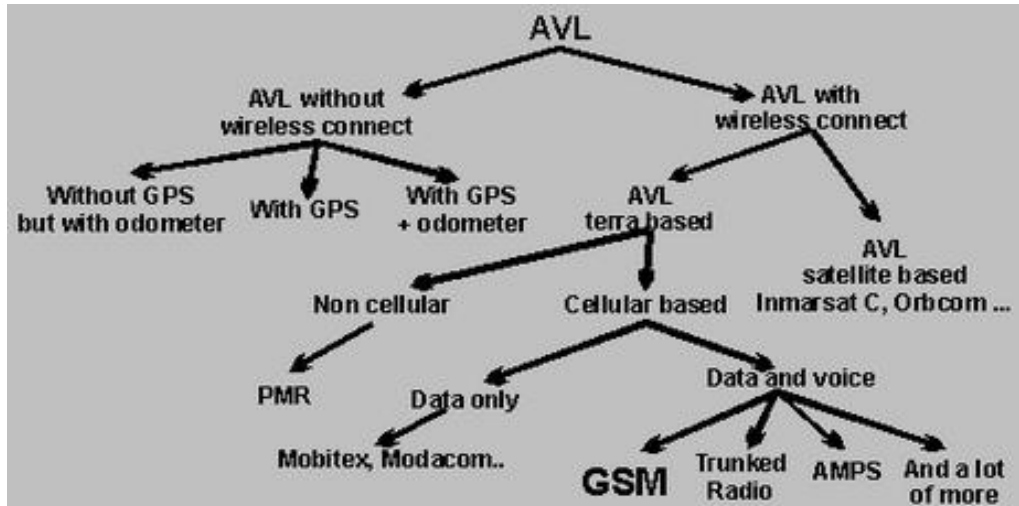 AVL
AVL without
wireless connect
AVL with
wireless connect
Without GPS
but with odometer
With GPS
With GPS
+ odometer
AVL
terra based
AVL
satellite based
Inmarsat C, Orbcom ...
Non cellular
Cellular based
PMR
Data only
Data and voice
Mobitex, Modacom..
GSM
Trunked
Radio
AMPS
And a lot
of more